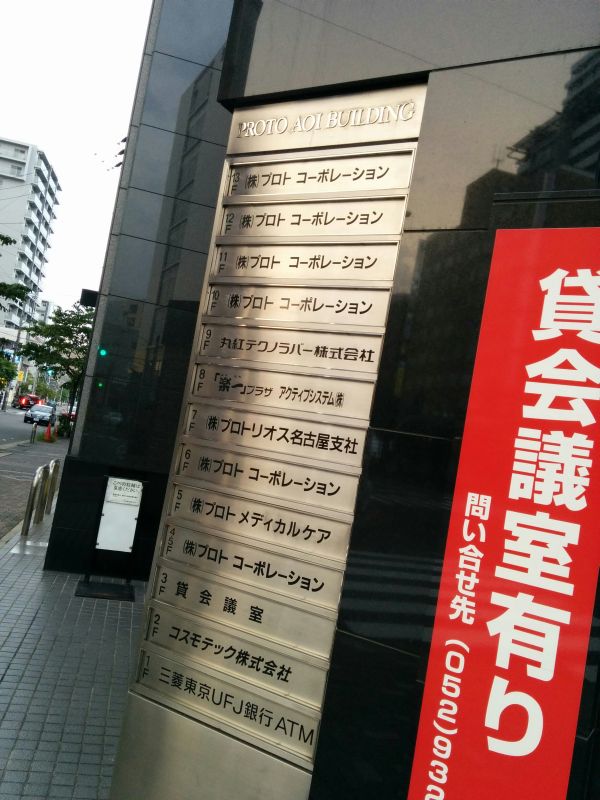 PROTO AOI BUILDING
13F (株)プロト コーポレーション
12F (株)プロト コーポレーション
11F (株)プロト コーポレーション
10F (株)プロト コーポレーション
9F 丸紅テクノラバー株式会社
8F プラザ アクティブシステム(株)
7F (株)プロトリオス名古屋支社
6F (株)プロト コーポレーション
5F (株)プロト メディカルケア
4F 5F (株)プロト コーポレーション
3F 貸会議室
2F コスモテック株式会社
1F 三菱東京UFJ銀行ATM
貸会議室有り
問い合せ先 (052)932